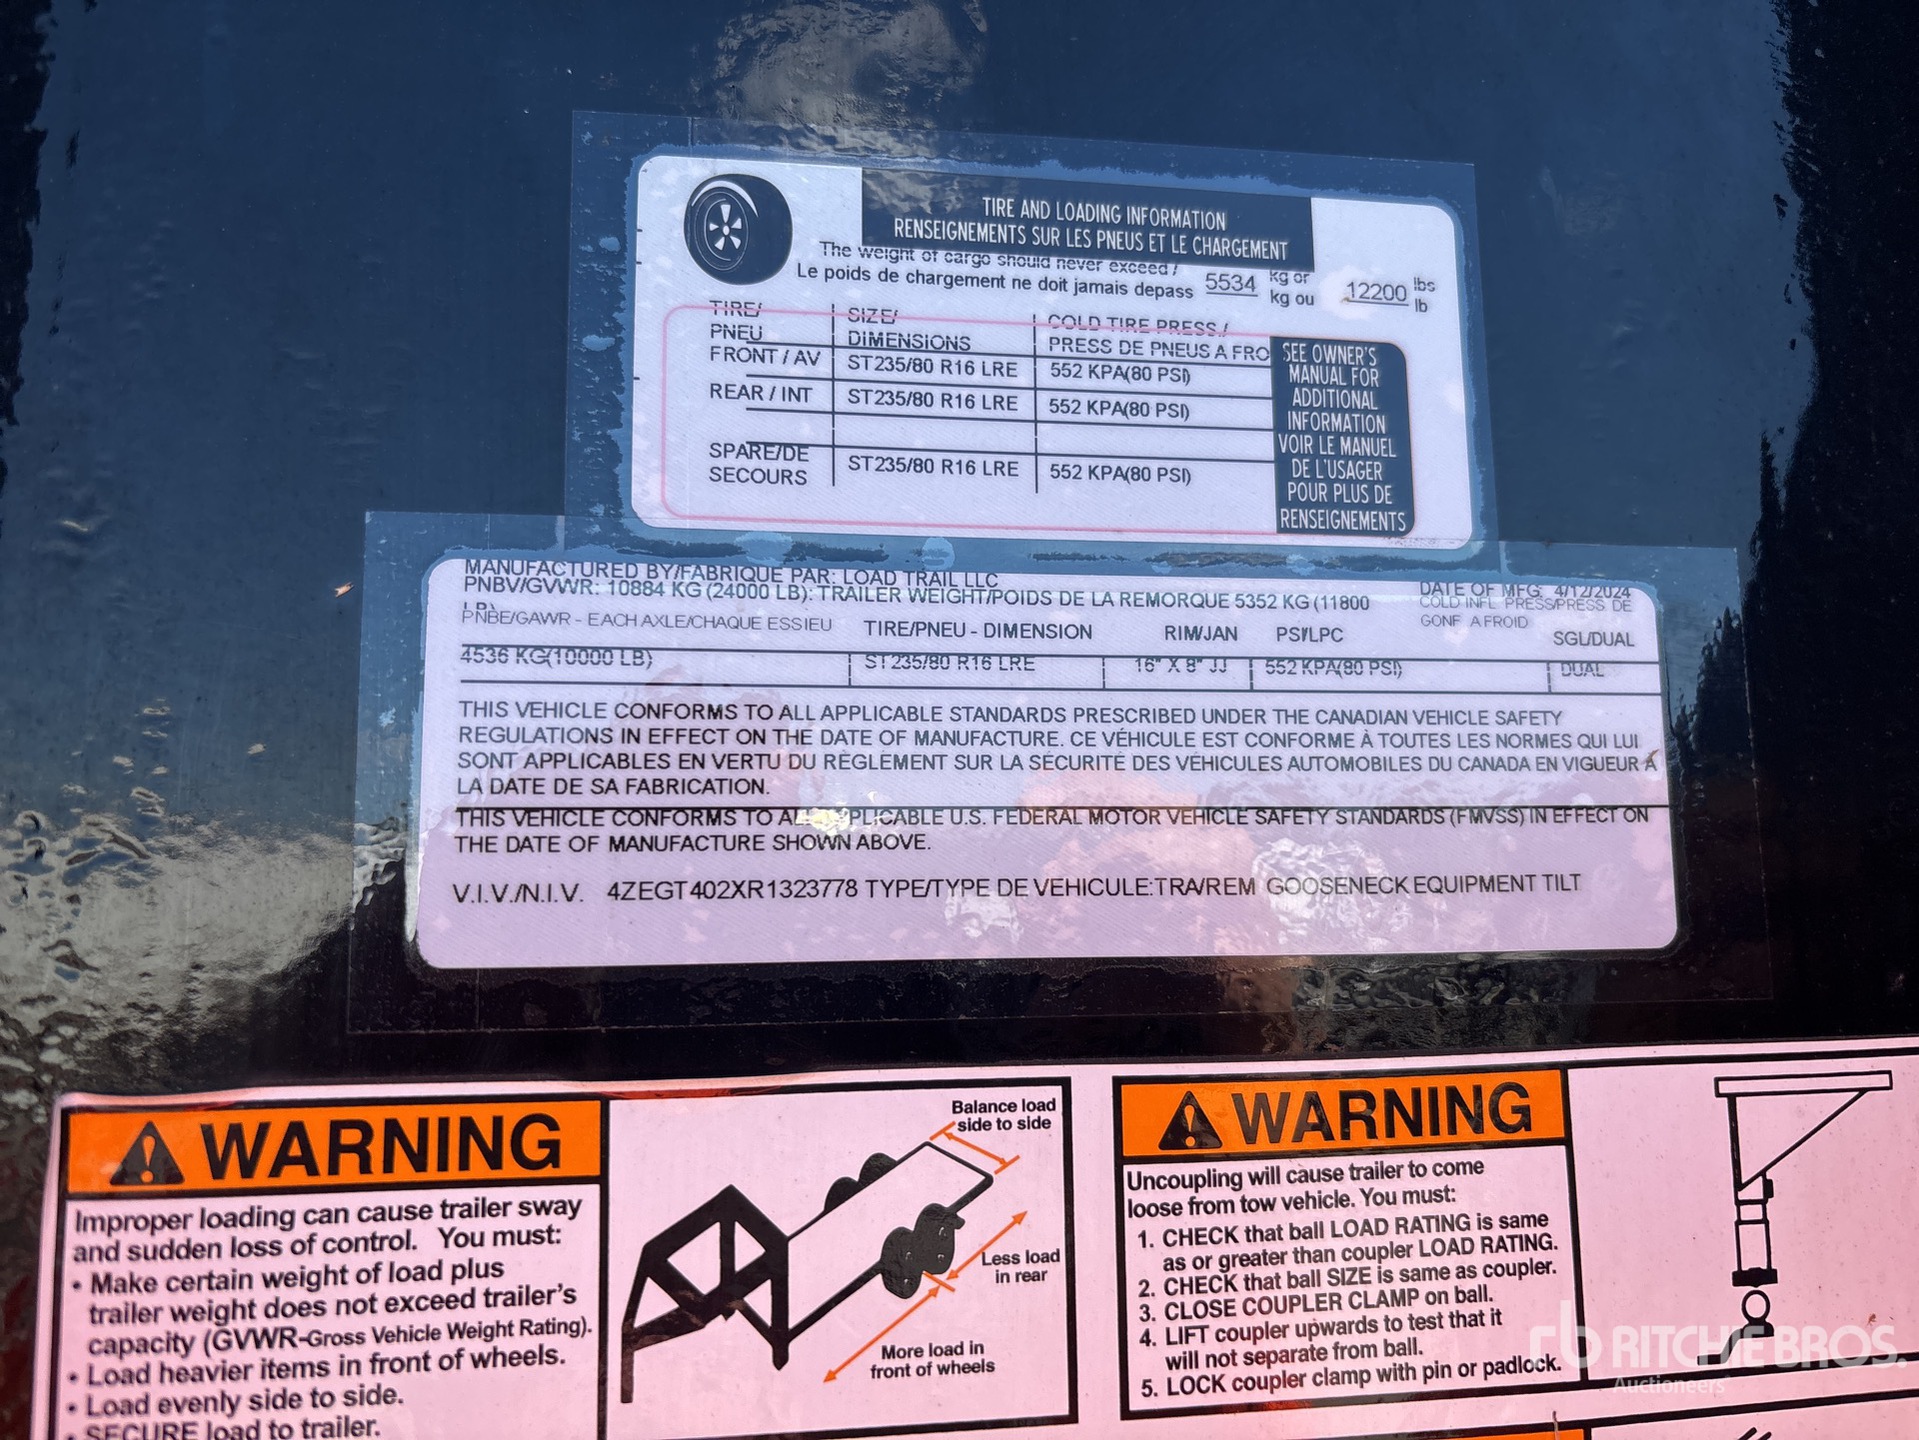 TIRE AND LOADING INFORMATION
RENSEIGNEMENTS SUR LES PNEUS ET LE CHARGEMENT
The weight of cargo should never exceed /
Le poids de chargement ne doit jamais depass 5534 kg or kg ou 12200 lbs lb
TIRE/ PNEU SIZE/ DIMENSIONS COLD TIRE PRESS./ PRESS DE PNEUS A FRO
FRONT / AV ST235/80 R16 LRE 552 KPA(80 PSI)
REAR / INT ST235/80 R16 LRE 552 KPA(80 PSI)
SPARE/DE SECOURS ST235/80 R16 LRE 552 KPA(80 PSI)
SEE OWNER'S
MANUAL FOR
ADDITIONAL
INFORMATION
VOIR LE MANUEL
DE L'USAGER
POUR PLUS DE
RENSEIGNEMENTS
MANUFACTURED BY/FABRIQUE PAR: LOAD TRAIL LLC
DATE OF MFG: 4/12/2024
PNBV/GVWR: 10884 KG (24000 LB): TRAILER WEIGHT/POIDS DE LA REMORQUE 5352 KG (11800
LB)
PNBE/GAWR - EACH AXLE/CHAQUE ESSIEU TIRE/PNEU - DIMENSION RIM/JAN COLD INFL PRESS/PRESS. DE GONF A FROID PSI/LPC SGL/DUAL
4536 KG(10000 LB) ST235/80 R16 LRE 16" X 8" JJ 552 KPA(80 PSI) DUAL
THIS VEHICLE CONFORMS TO ALL APPLICABLE STANDARDS PRESCRIBED UNDER THE CANADIAN VEHICLE SAFETY
REGULATIONS IN EFFECT ON THE DATE OF MANUFACTURE. CE VÉHICULE EST CONFORME À TOUTES LES NORMES QUI LUI
SONT APPLICABLES EN VERTU DU RÈGLEMENT SUR LA SÉCURITÉ DES VÉHICULES AUTOMOBILES DU CANADA EN VIGUEUR À
LA DATE DE SA FABRICATION.
THIS VEHICLE CONFORMS TO ALL APPLICABLE U.S. FEDERAL MOTOR VEHICLE SAFETY STANDARDS (FMVSS) IN EFFECT ON
THE DATE OF MANUFACTURE SHOWN ABOVE.
V.I.V./N.I.V. 4ZEGT402XR1323778 TYPE/TYPE DE VEHICULE:TRA/REM GOOSENECK EQUIPMENT TILT
WARNING
Improper loading can cause trailer sway
and sudden loss of control. You must:
• Make certain weight of load plus
trailer weight does not exceed trailer's
capacity (GVWR-Gross Vehicle Weight Rating).
• Load heavier items in front of wheels.
• Load evenly side to side.
• SECURE load to trailer.
Balance load
side to side
Less load
in rear
More load in
front of wheels
WARNING
Uncoupling will cause trailer to come
loose from tow vehicle. You must:
1. CHECK that ball LOAD RATING is same
as or greater than coupler LOAD RATING.
2. CHECK that ball SIZE is same as coupler.
3. CLOSE COUPLER CLAMP on ball.
4. LIFT coupler upwards to test that it
will not separate from ball.
5. LOCK coupler clamp with pin or padlock.
rb RITCHIE BROS.
Auctioneers